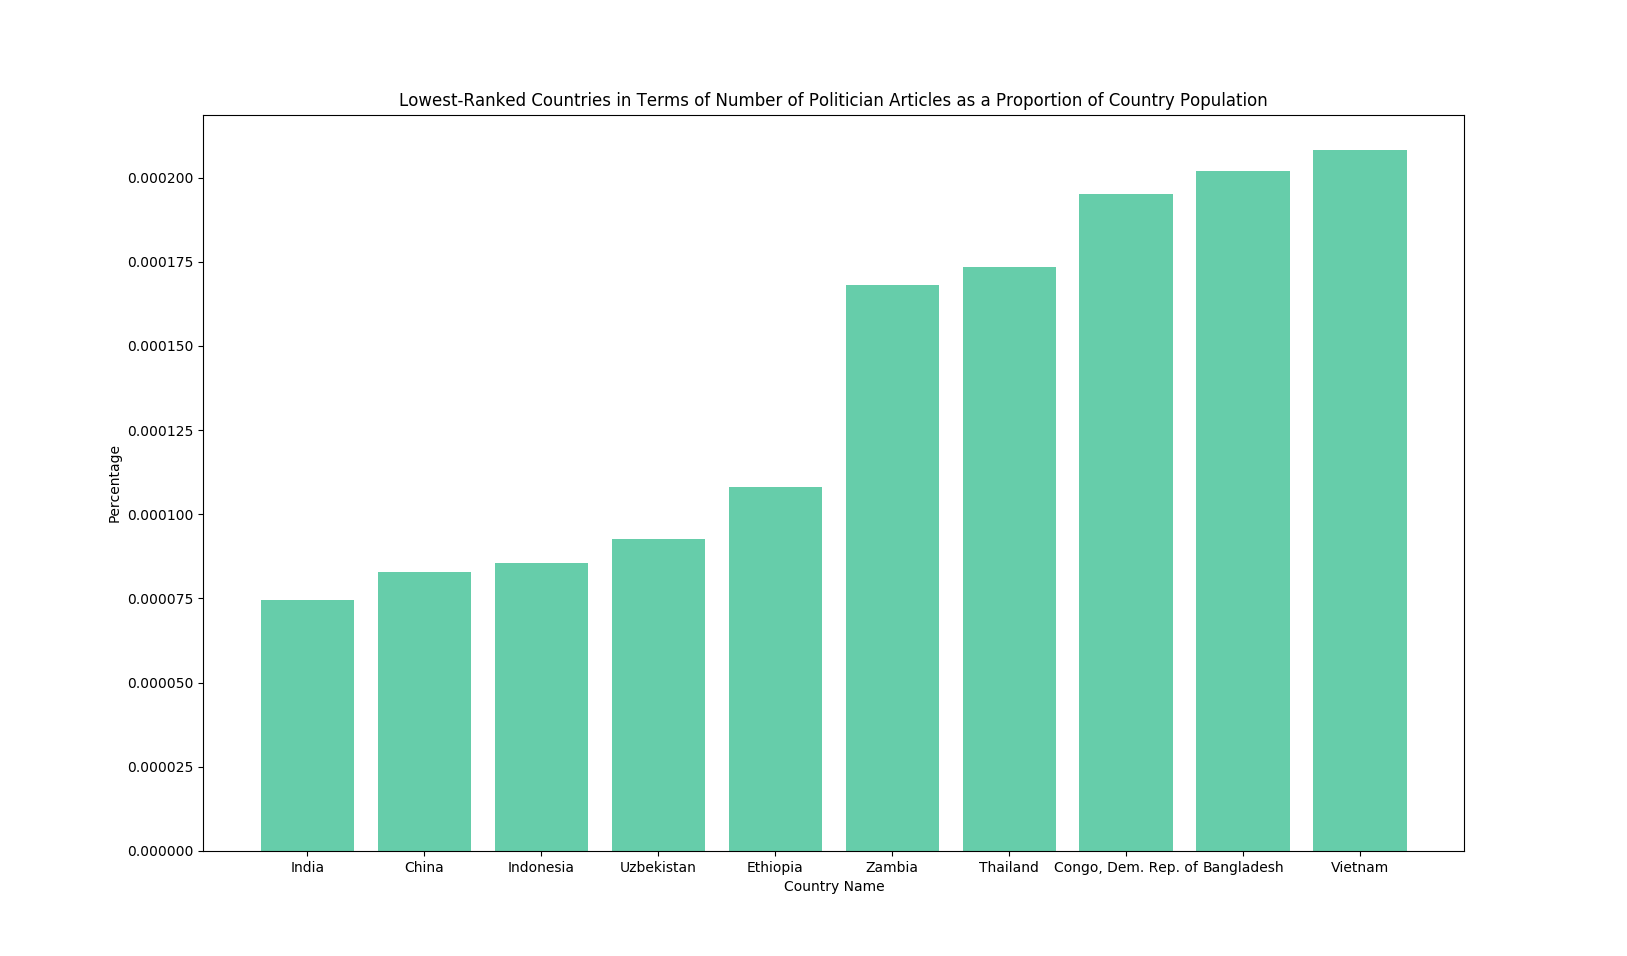 Lowest-Ranked Countries in Terms of Number of Politician Articles as a Proportion of Country Population
Percentage
0.000200
0.000175
0.000150
0.000125
0.000100
0.000075
0.000050
0.000025
0.000000
India China Indonesia Uzbekistan Ethiopia Zambia Thailand Congo, Dem. Rep. of Bangladesh Vietnam
Country Name